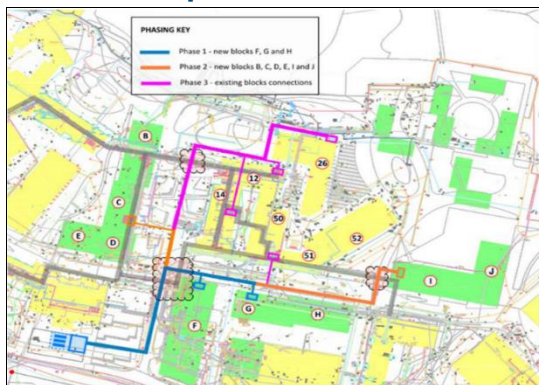 PHASING KEY
Phase 1 - new blocks F, G and H
Phase 2 - new blocks B, C, D, E, I and J
Phase 3 - existing blocks connections
B
26
12
14
C
50
52
E
D
51
J
I
G
H
F